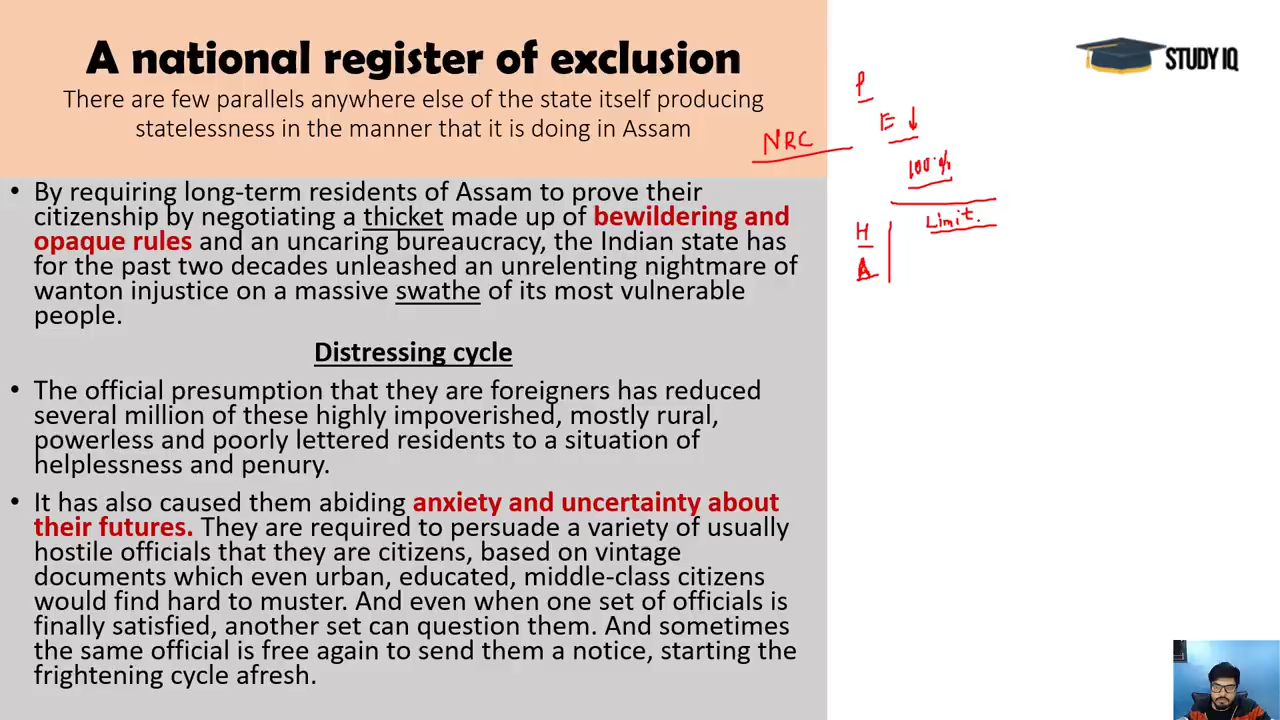 A national register of exclusion
There are few parallels anywhere else of the state itself producing
statelessness in the manner that it is doing in Assam
• By requiring long-term residents of Assam to prove their
citizenship by negotiating a thicket made up of bewildering and
opaque rules and an uncaring bureaucracy, the Indian state has
for the past two decades unleashed an unrelenting nightmare of
wanton injustice on a massive swathe of its most vulnerable
people.
Distressing cycle
• The official presumption that they are foreigners has reduced
several million of these highly impoverished, mostly rural,
powerless and poorly lettered residents to a situation of
helplessness and penury.
• It has also caused them abiding anxiety and uncertainty about
their futures. They are required to persuade a variety of usually
hostile officials that they are citizens, based on vintage
documents which even urban, educated, middle-class citizens
would find hard to muster. And even when one set of officials is
finally satisfied, another set can question them. And sometimes
the same official is free again to send them a notice, starting the
frightening cycle afresh.
STUDY IQ
P
E ↓
NRC
100%
Limit.
H
A